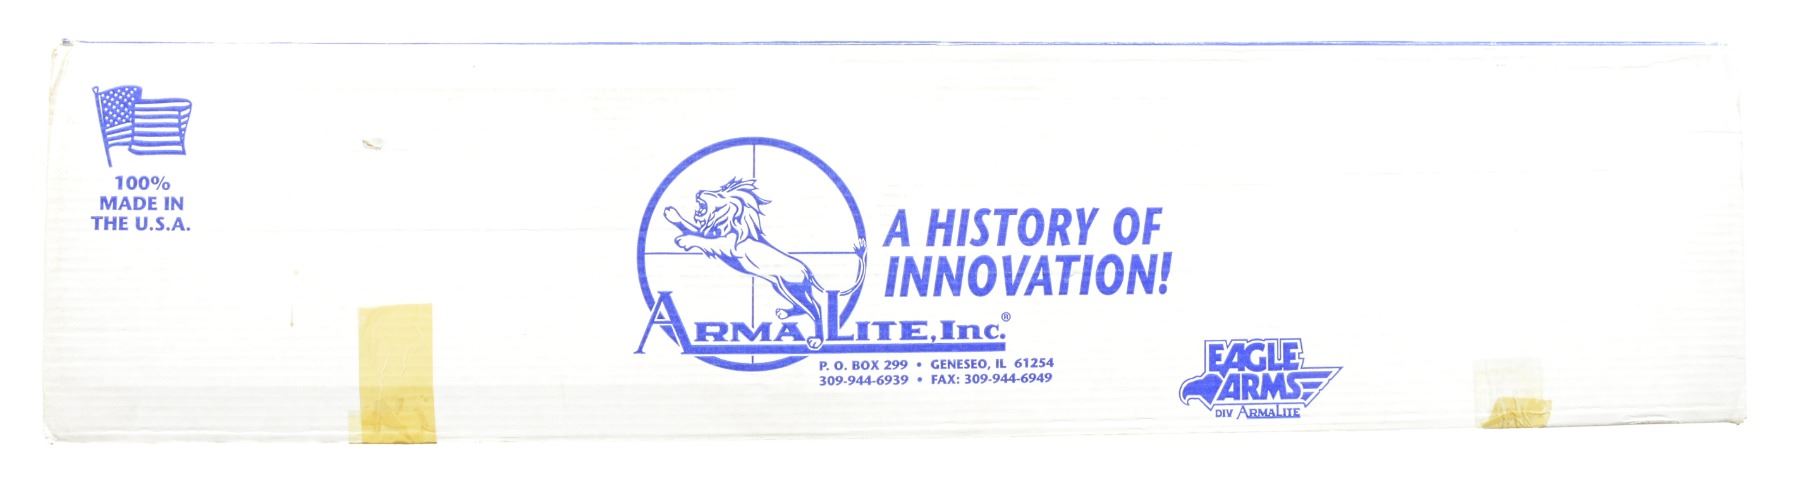 100%
MADE IN
THE U.S.A.
A HISTORY OF
INNOVATION!
ARMALITE, INC.®
P. O. BOX 299 • GENESEO, IL 61254
309-944-6939 • FAX: 309-944-6949
EAGLE
ARMS
DIV ARMALITE